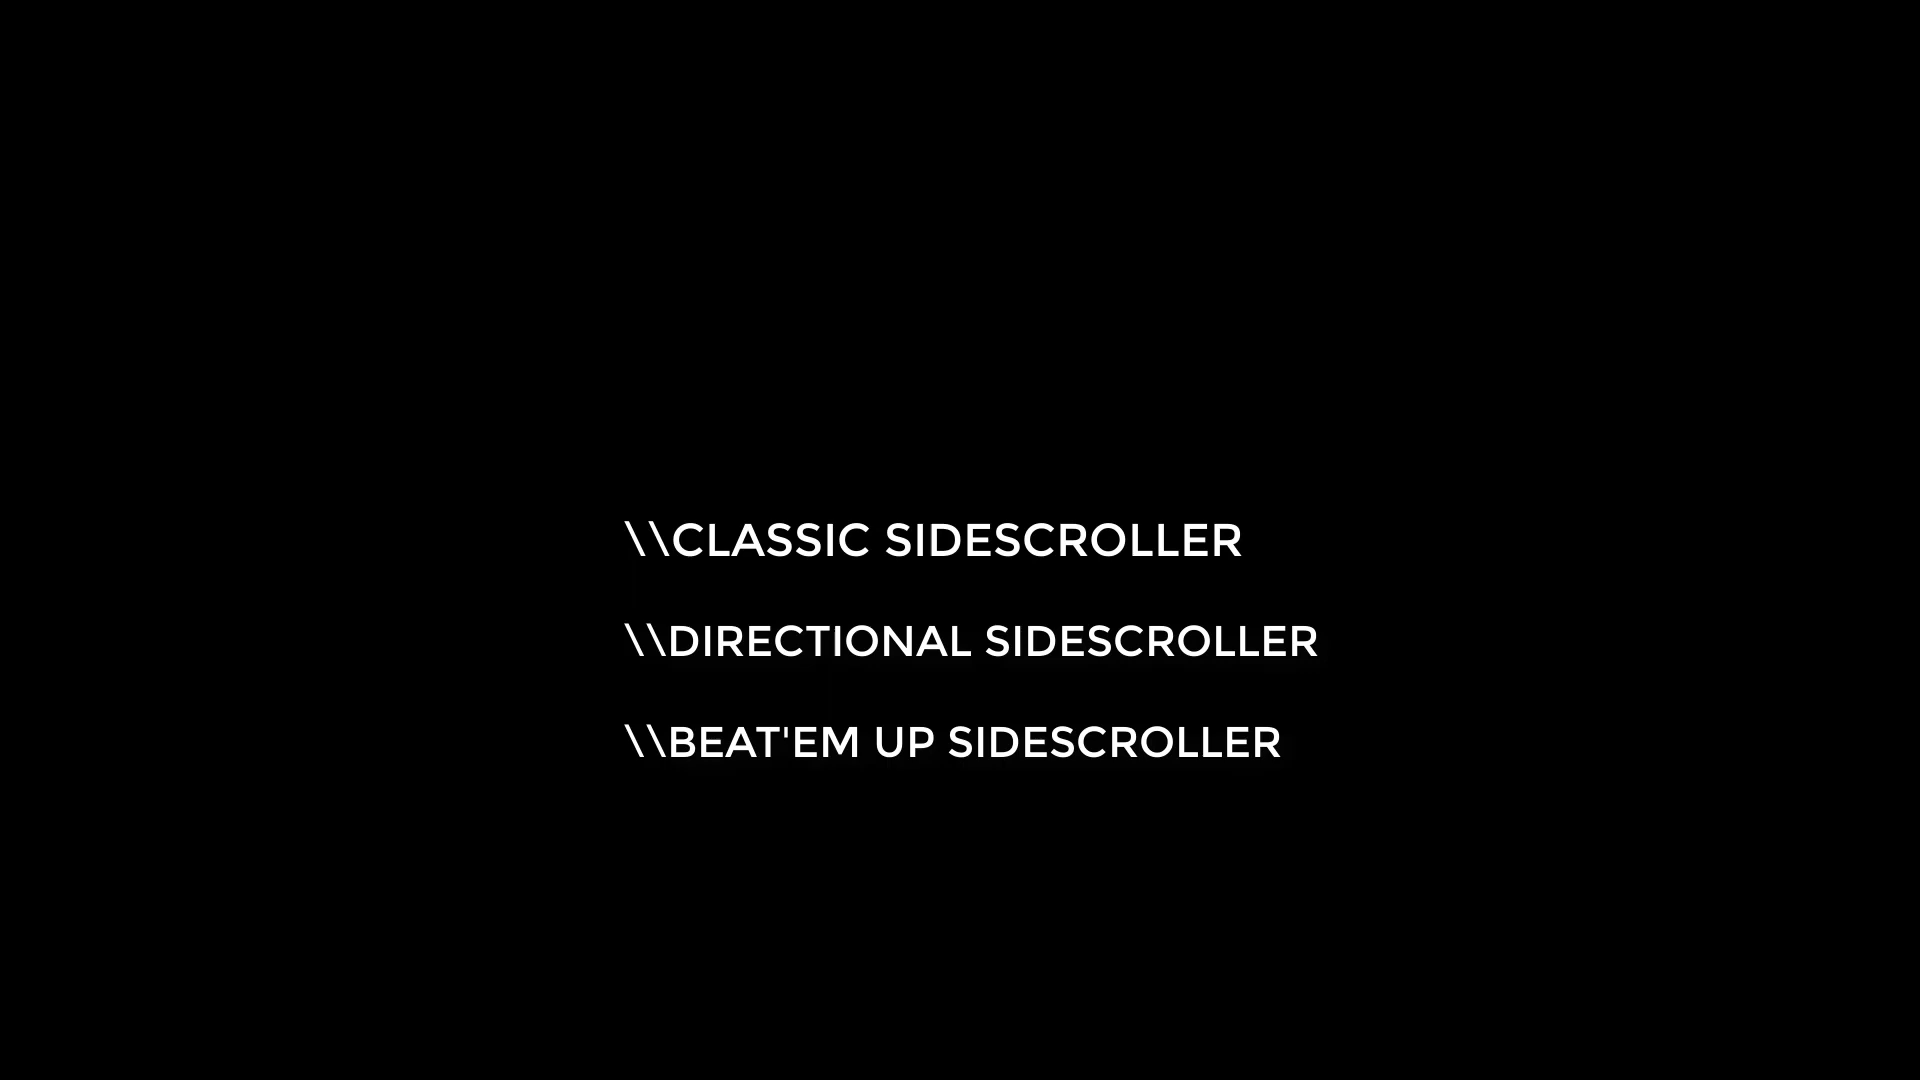 \\CLASSIC SIDESCROLLER
\\DIRECTIONAL SIDESCROLLER
\\BEAT'EM UP SIDESCROLLER